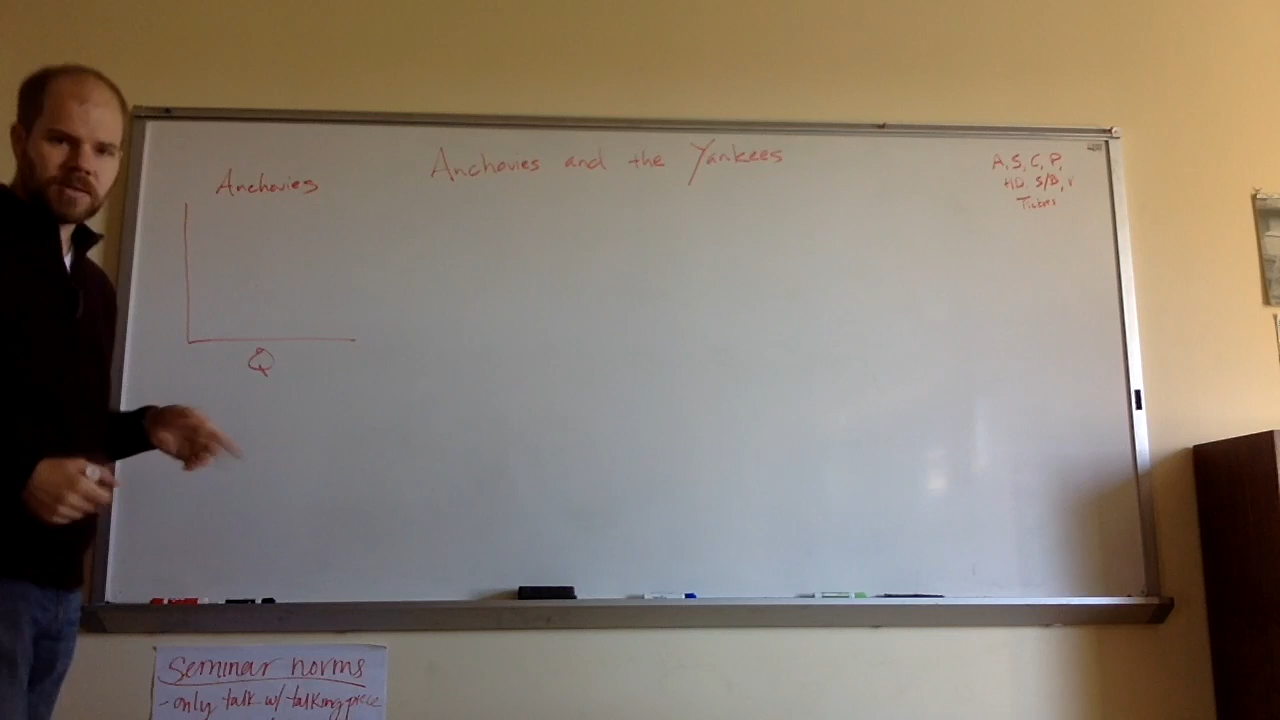 Anchovies and the Yankees
Anchovies
Q
A, S, C, P,
HD. S/B, V
Tickets
Seminar norms
- only talk w/ talking piece